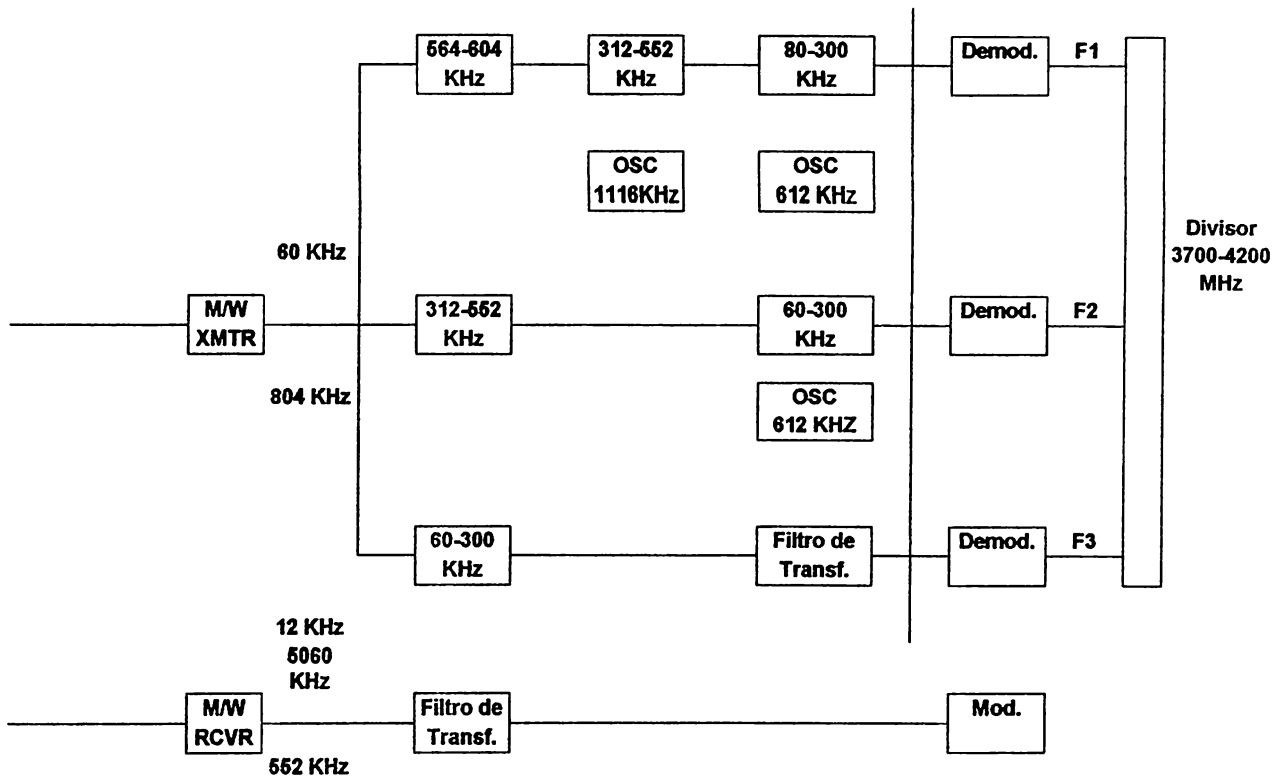 564-604
KHz
312-552
KHz
80-300
KHz
Demod.
F1
OSC
1116KHz
OSC
612 KHz
60 KHz
Divisor
3700-4200
MHz
M/W
XMTR
312-552
KHz
60-300
KHz
Demod.
F2
804 KHz
OSC
612 KHZ
60-300
KHz
Filtro de
Transf.
Demod.
F3
12 KHz
5060
KHz
M/W
RCVR
Filtro de
Transf.
Mod.
552 KHz